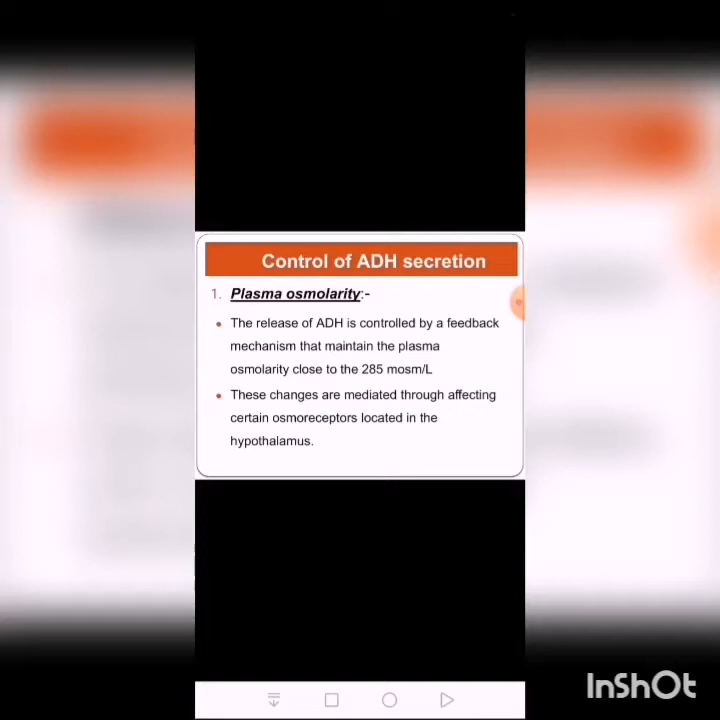 Control of ADH secretion
1. Plasma osmolarity:-
• The release of ADH is controlled by a feedback
mechanism that maintain the plasma
osmolarity close to the 285 mosm/L
• These changes are mediated through affecting
certain osmoreceptors located in the
hypothalamus.
InShOt